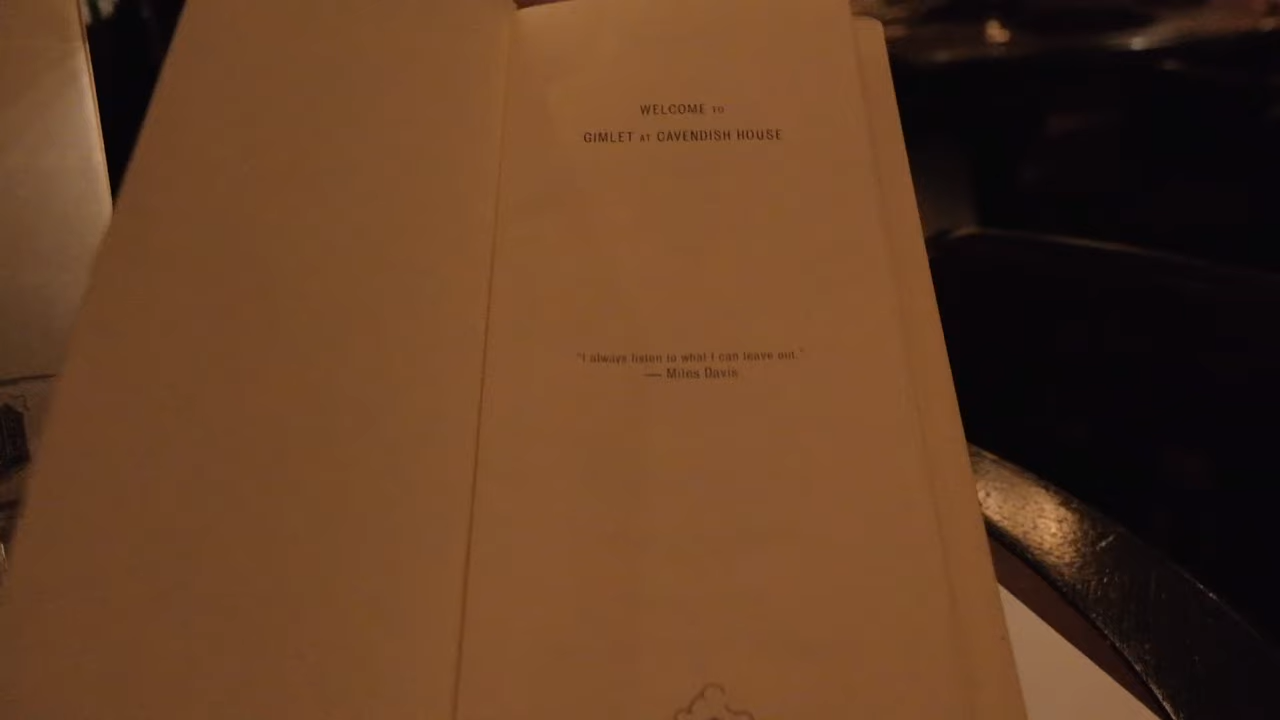 WELCOME TO
GIMLET AT CAVENDISH HOUSE
"I always listen to what I can leave out."
— Miles Davis